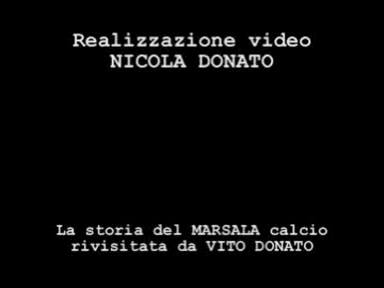 Realizzazione video
NICOLA DONATO
La storia del MARSALA calcio
rivisitata da VITO DONATO